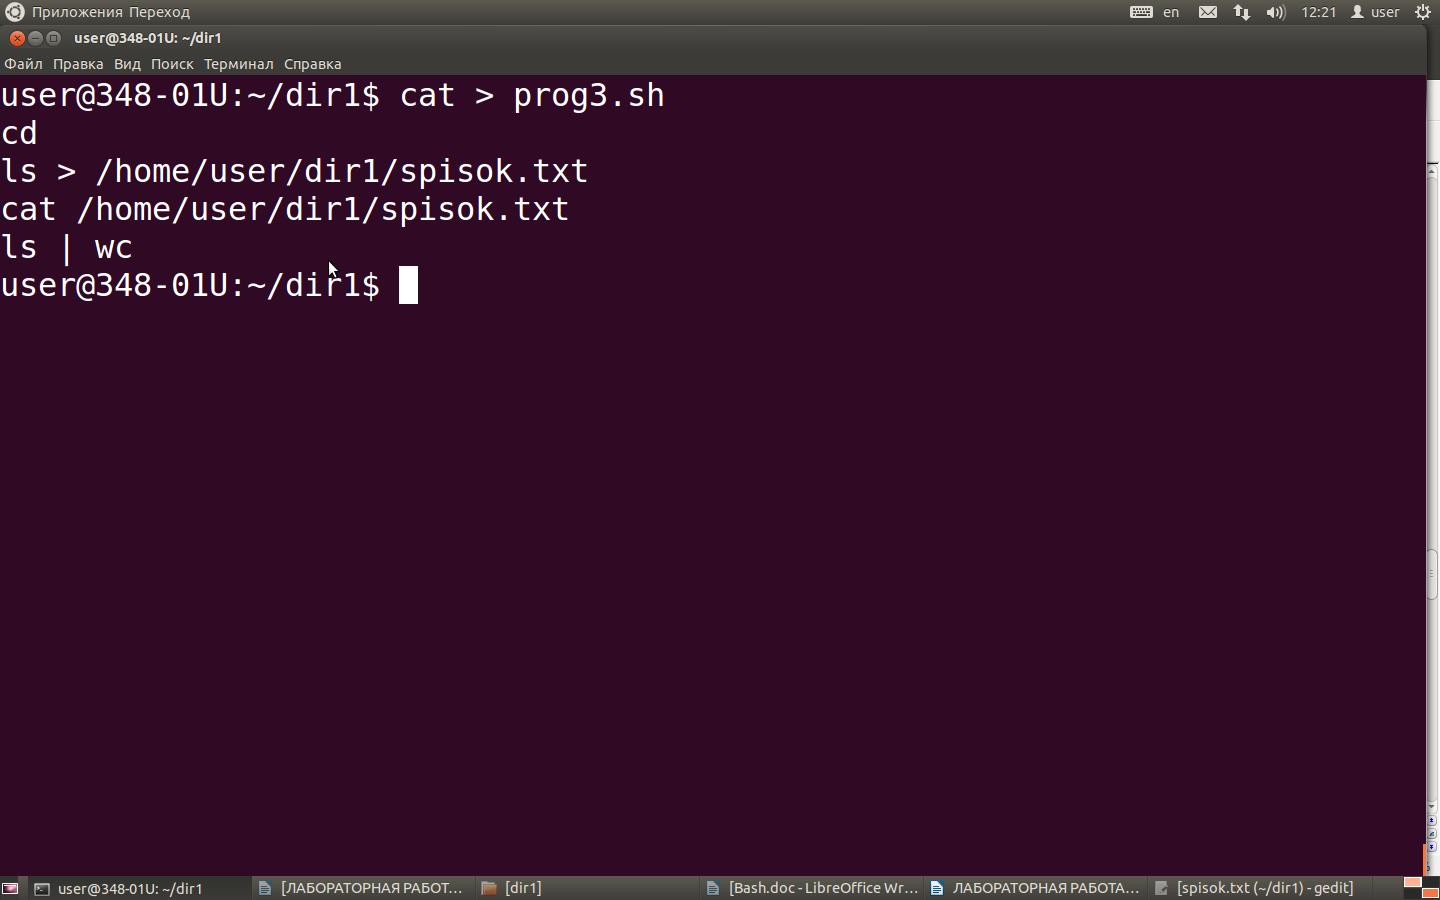 Приложения Переход en 12:21 user
user@348-01U: ~/dir1
Файл Правка Вид Поиск Терминал Справка
user@348-01U:~/dir1$ cat > prog3.sh
cd
ls > /home/user/dir1/spisok.txt
cat /home/user/dir1/spisok.txt
ls | wc
user@348-01U:~/dir1$
user@348-01U: ~/dir1 [ЛАБОРАТОРНАЯ РАБОТ... [dir1] [Bash.doc - LibreOffice Wr... ЛАБОРАТОРНАЯ РАБОТА... [spisok.txt (~/dir1) - gedit]